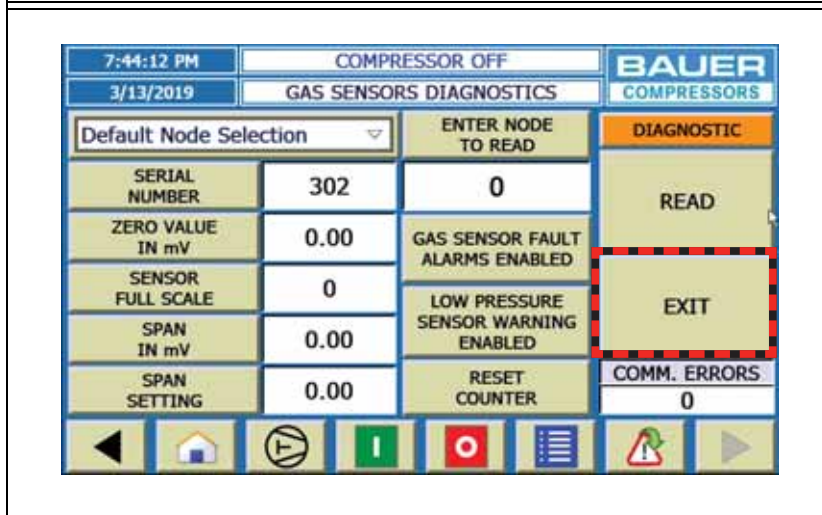 7:44:12 PM
COMPRESSOR OFF
BAUER
3/13/2019
GAS SENSORS DIAGNOSTICS
COMPRESSORS
Default Node Selection
ENTER NODE
TO READ
DIAGNOSTIC
SERIAL
NUMBER
302
0
READ
ZERO VALUE
IN mV
0.00
GAS SENSOR FAULT
ALARMS ENABLED
SENSOR
FULL SCALE
0
LOW PRESSURE
SENSOR WARNING
ENABLED
EXIT
SPAN
IN mV
0.00
SPAN
SETTING
0.00
RESET
COUNTER
COMM. ERRORS
0
I
O